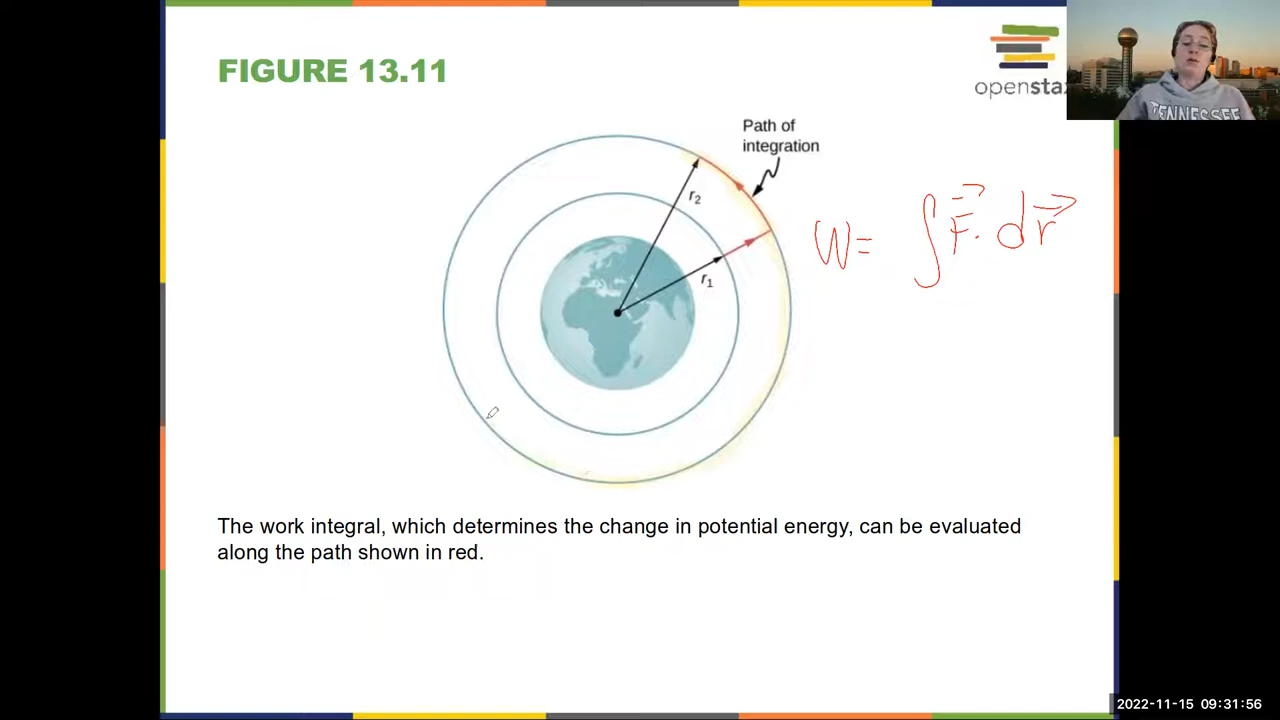 FIGURE 13.11
openstax
TENNESSEE
Path of
integration
r₂
r₁
W = ∫ F⃗ · d r⃗
The work integral, which determines the change in potential energy, can be evaluated
along the path shown in red.
2022-11-15 09:31:56